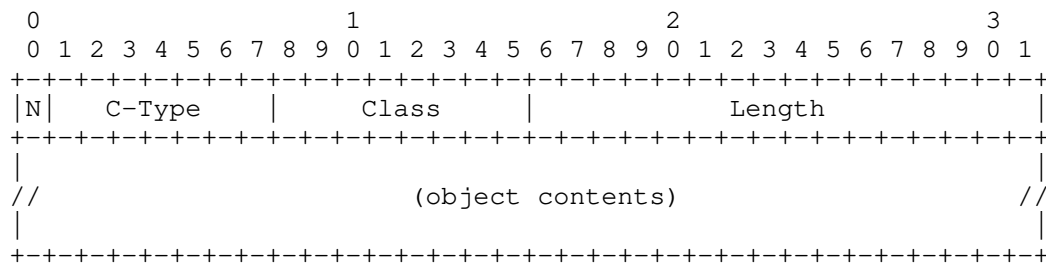 0                   1                   2                   3
 0 1 2 3 4 5 6 7 8 9 0 1 2 3 4 5 6 7 8 9 0 1 2 3 4 5 6 7 8 9 0 1
+-+-+-+-+-+-+-+-+-+-+-+-+-+-+-+-+-+-+-+-+-+-+-+-+-+-+-+-+-+-+-+-+
|N|   C-Type    |     Class     |            Length             |
+-+-+-+-+-+-+-+-+-+-+-+-+-+-+-+-+-+-+-+-+-+-+-+-+-+-+-+-+-+-+-+-+
|                                                               |
//                       (object contents)                     //
|                                                               |
+-+-+-+-+-+-+-+-+-+-+-+-+-+-+-+-+-+-+-+-+-+-+-+-+-+-+-+-+-+-+-+-+